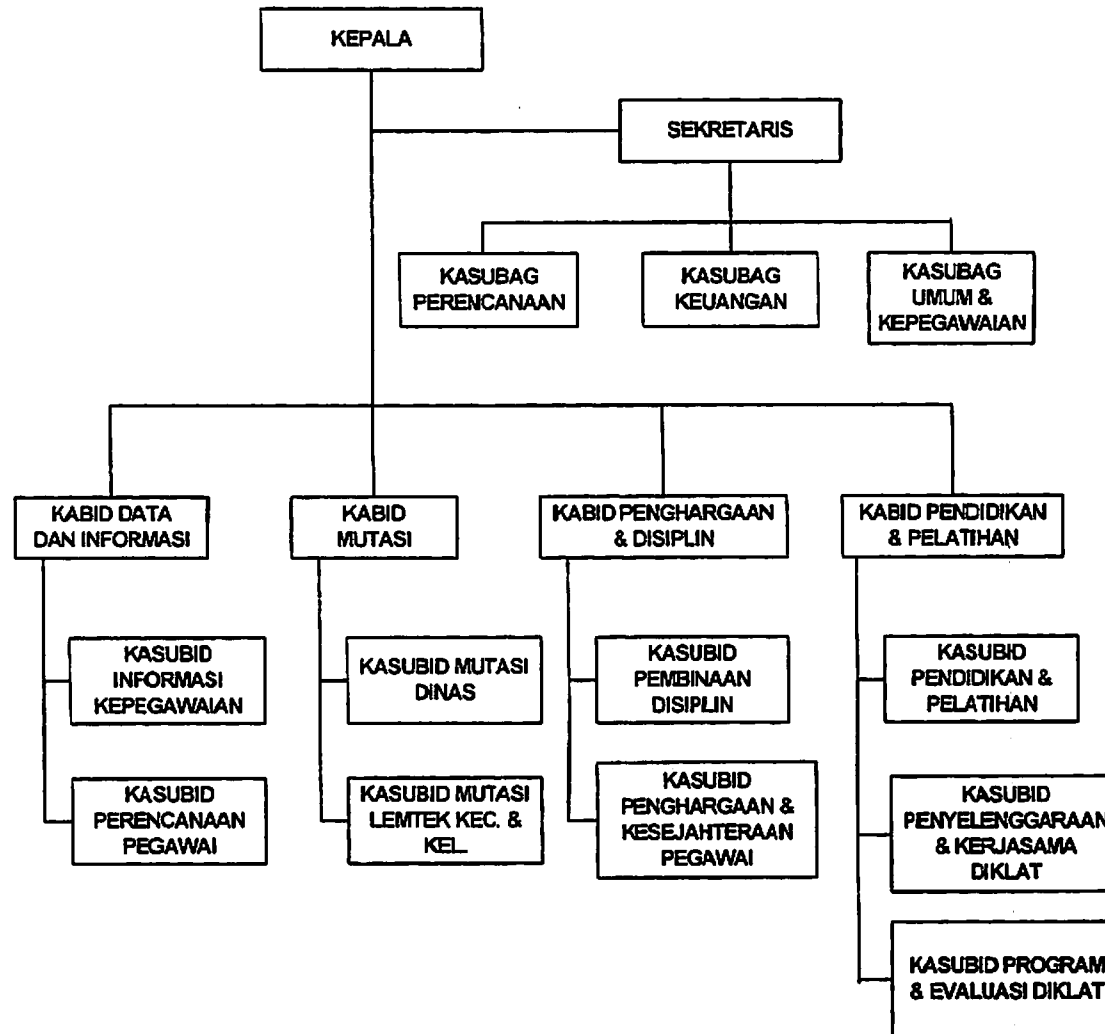 KEPALA
SEKRETARIS
KASUBAG
PERENCANAAN
KASUBAG
KEUANGAN
KASUBAG
UMUM &
KEPEGAWAIAN
KABID DATA
DAN INFORMASI
KABID
MUTASI
KABID PENGHARGAAN
& DISIPLIN
KABID PENDIDIKAN
& PELATIHAN
KASUBID
INFORMASI
KEPEGAWAIAN
KASUBID MUTASI
DINAS
KASUBID
PEMBINAAN
DISIPLIN
KASUBID
PENDIDIKAN &
PELATIHAN
KASUBID
PERENCANAAN
PEGAWAI
KASUBID MUTASI
LEMTEK KEC. &
KEL.
KASUBID
PENGHARGAAN &
KESEJAHTERAAN
PEGAWAI
KASUBID
PENYELENGGARAAN
& KERJASAMA
DIKLAT
KASUBID PROGRAM
& EVALUASI DIKLAT